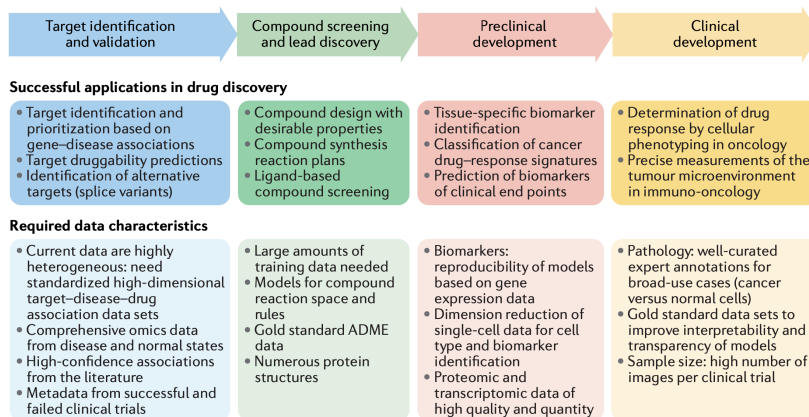 Target identification
and validation
Compound screening
and lead discovery
Preclinical
development
Clinical
development
Successful applications in drug discovery
• Target identification and
prioritization based on
gene–disease associations
• Target druggability predictions
• Identification of alternative
targets (splice variants)
• Compound design with
desirable properties
• Compound synthesis
reaction plans
• Ligand-based
compound screening
• Tissue-specific biomarker
identification
• Classification of cancer
drug–response signatures
• Prediction of biomarkers
of clinical end points
• Determination of drug
response by cellular
phenotyping in oncology
• Precise measurements of the
tumour microenvironment
in immuno-oncology
Required data characteristics
• Current data are highly
heterogeneous: need
standardized high-dimensional
target–disease–drug
association data sets
• Comprehensive omics data
from disease and normal states
• High-confidence associations
from the literature
• Metadata from successful and
failed clinical trials
• Large amounts of
training data needed
• Models for compound
reaction space and
rules
• Gold standard ADME
data
• Numerous protein
structures
• Biomarkers:
reproducibility of models
based on gene
expression data
• Dimension reduction of
single-cell data for cell
type and biomarker
identification
• Proteomic and
transcriptomic data of
high quality and quantity
• Pathology: well-curated
expert annotations for
broad-use cases (cancer
versus normal cells)
• Gold standard data sets to
improve interpretability and
transparency of models
• Sample size: high number of
images per clinical trial